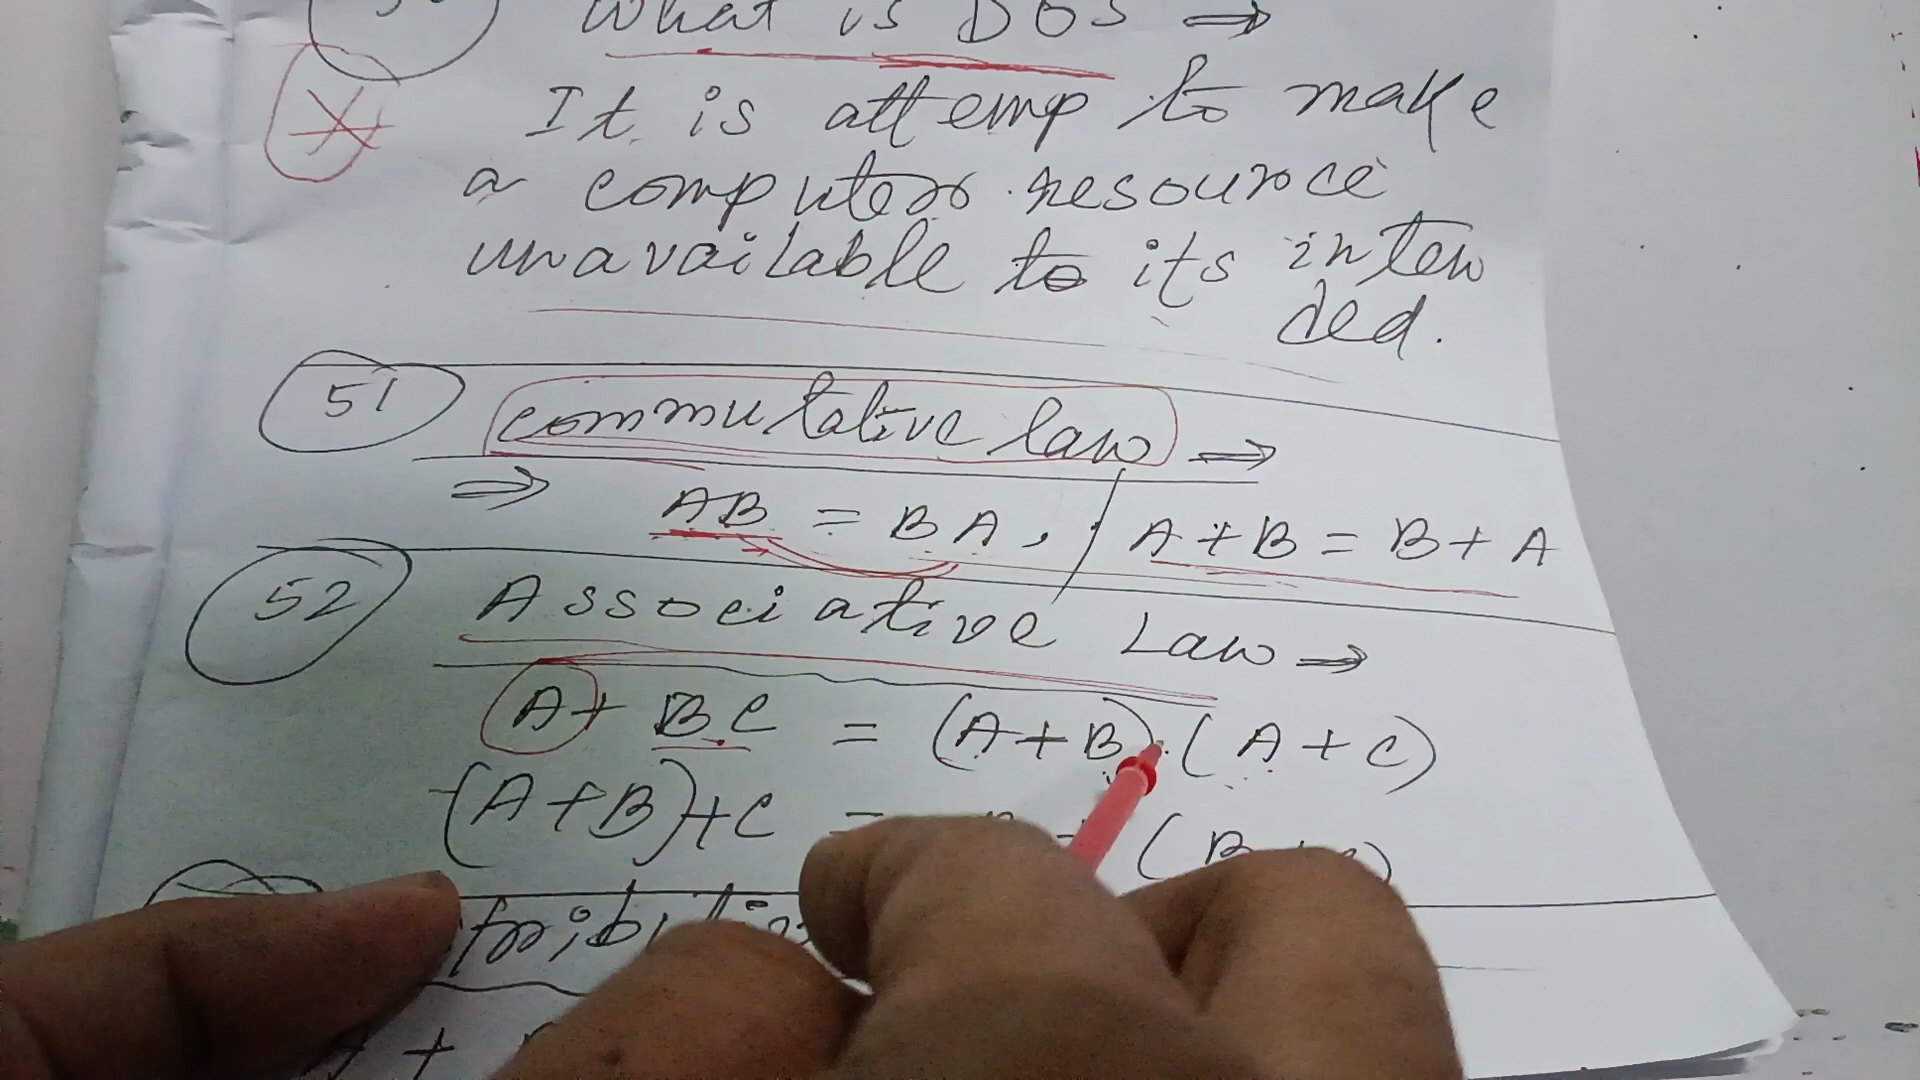 What is DOS ⇒
It is attemp to make
a computer resource
unavailable to its inten
ded.
51 commutative law ⇒
⇒ AB = BA, / A + B = B + A
52 Associative Law ⇒
A + BC = (A + B) . (A + C)
(A + B) + C = + (B + C)